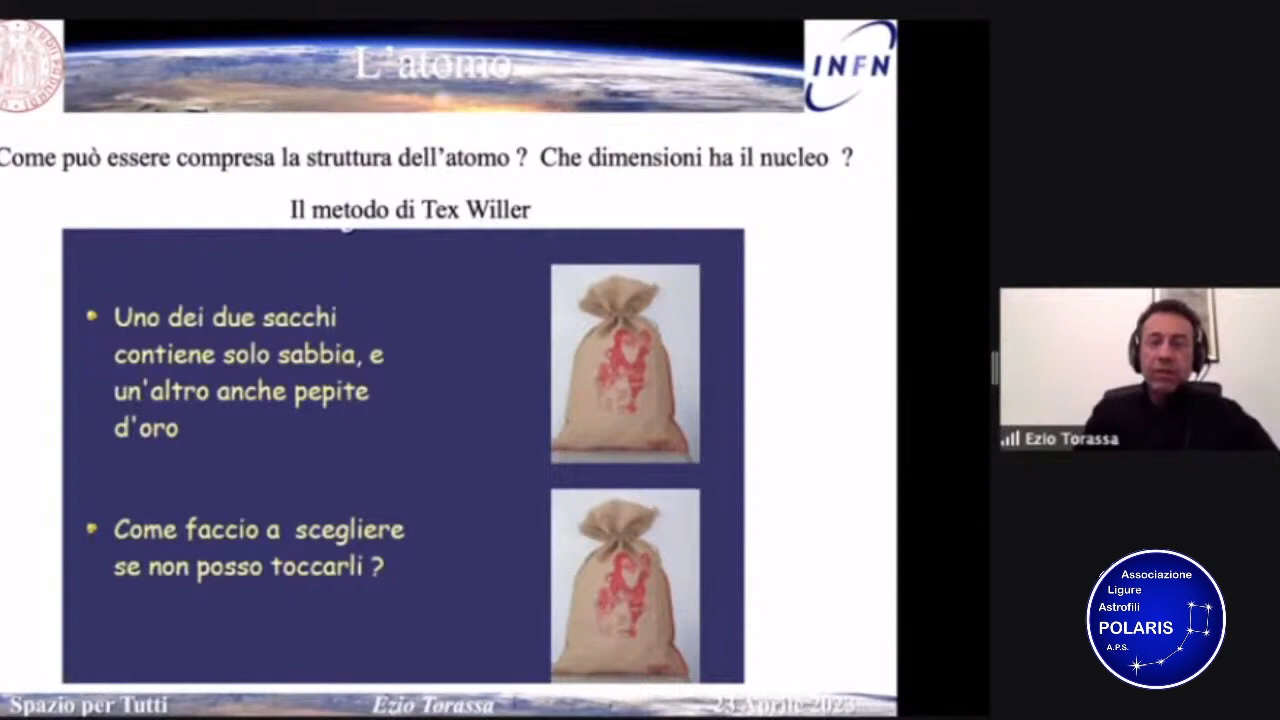 L'atomo
INFN
Come può essere compresa la struttura dell'atomo ? Che dimensioni ha il nucleo ?
Il metodo di Tex Willer
Uno dei due sacchi
contiene solo sabbia, e
un'altro anche pepite
d'oro
Come faccio a scegliere
se non posso toccarli ?
Ezio Torassa
Associazione
Ligure
Astrofili
POLARIS
A.P.S.
Spazio per Tutti
Ezio Torassa
23 Aprile 2023